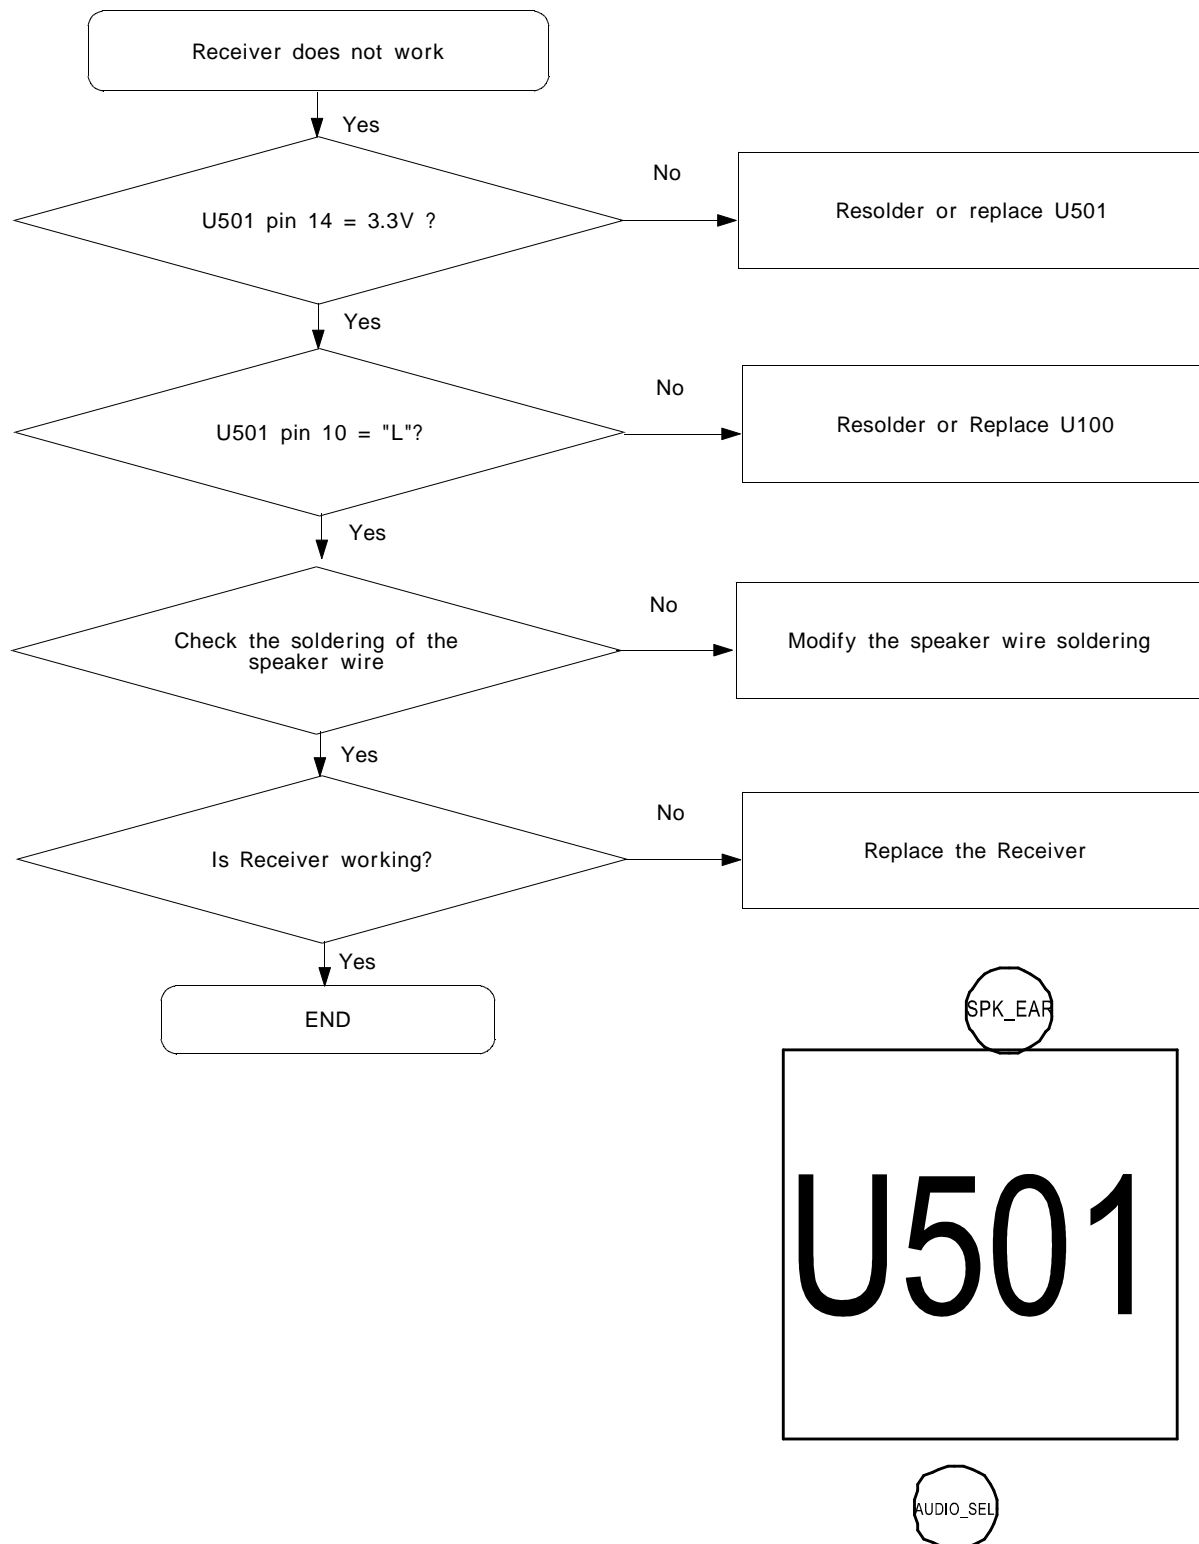 Receiver does not work
Yes
U501 pin 14 = 3.3V ?
No
Resolder or replace U501
Yes
U501 pin 10 = "L"?
No
Resolder or Replace U100
Yes
Check the soldering of the
speaker wire
No
Modify the speaker wire soldering
Yes
Is Receiver working?
No
Replace the Receiver
Yes
END
SPK_EAR
U501
AUDIO_SEL